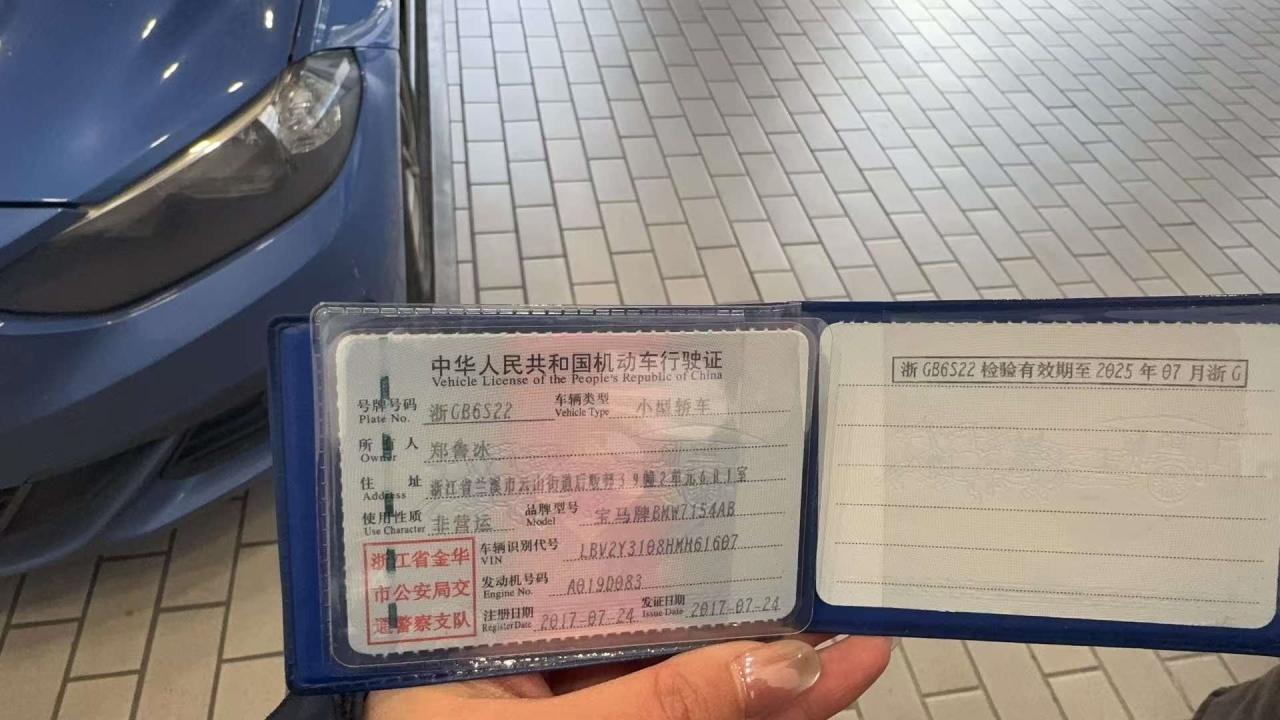 中华人民共和国机动车行驶证
Vehicle License of the People's Republic of China
号牌号码 浙GB6S22 车辆类型 小型轿车
Plate No. Vehicle Type
所有人 郑鲁冰
Owner
住址 浙江省兰溪市云山街道后版野39幢2单元601室
Address
使用性质 非营运 品牌型号 宝马牌BMW7154AB
Use Character Model
车辆识别代号 LBV2Y3108HMH61607
VIN
发动机号码 A019D083
Engine No.
注册日期 2017-07-24 发证日期 2017-07-24
Register Date Issue Date
浙江省金华
市公安局交
通警察支队
浙GB6S22 检验有效期至 2025 年 07 月浙G